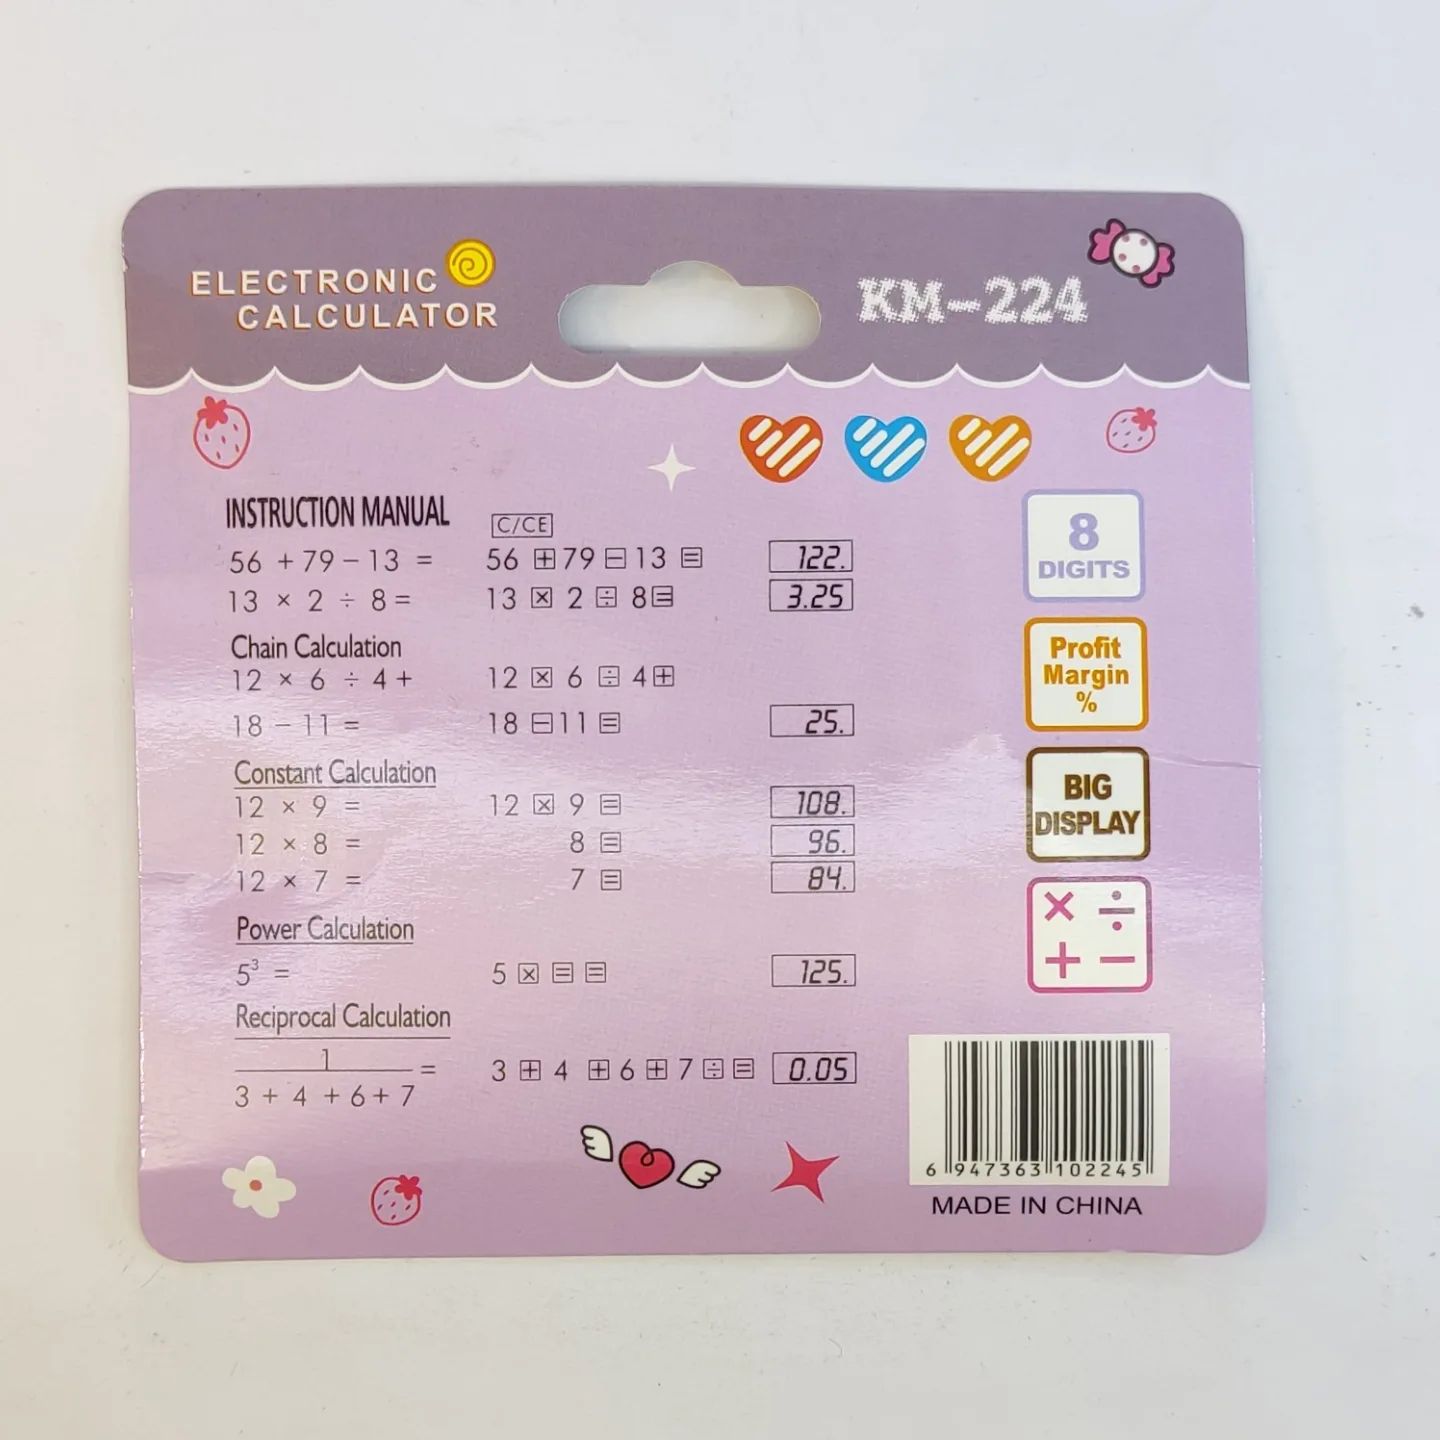 ELECTRONIC
CALCULATOR
KM-224
INSTRUCTION MANUAL
C/CE
56 + 79 − 13 = 56 + 79 − 13 = 122.
13 × 2 ÷ 8 = 13 × 2 ÷ 8 = 3.25
Chain Calculation
12 × 6 ÷ 4 + 12 × 6 ÷ 4 +
18 − 11 = 18 − 11 = 25.
Constant Calculation
12 × 9 = 12 × 9 = 108.
12 × 8 = 8 = 96.
12 × 7 = 7 = 84.
Power Calculation
5³ = 5 × = = 125.
Reciprocal Calculation
1
3 + 4 + 6 + 7
= 3 + 4 + 6 + 7 ÷ = 0.05
8
DIGITS
Profit
Margin
%
BIG
DISPLAY
× ÷
+ −
6 947363 102245
MADE IN CHINA